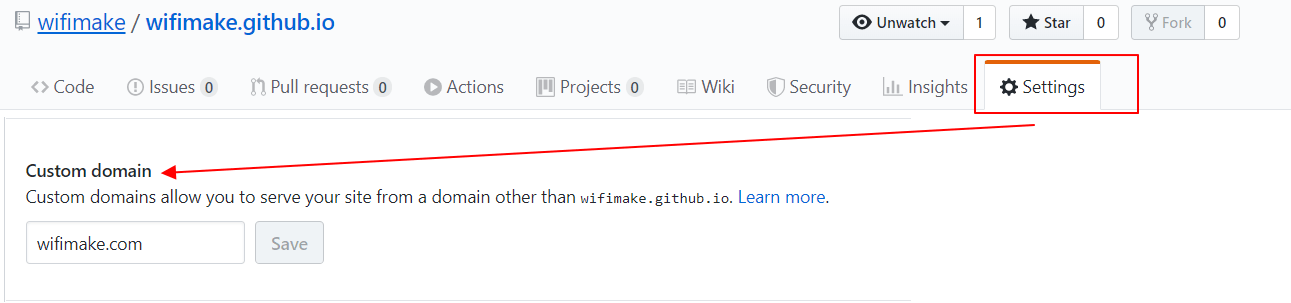 wifimake / wifimake.github.io Unwatch 1 Star 0 Fork 0
Code Issues 0 Pull requests 0 Actions Projects 0 Wiki Security Insights Settings
Custom domain
Custom domains allow you to serve your site from a domain other than wifimake.github.io. Learn more.
wifimake.com Save